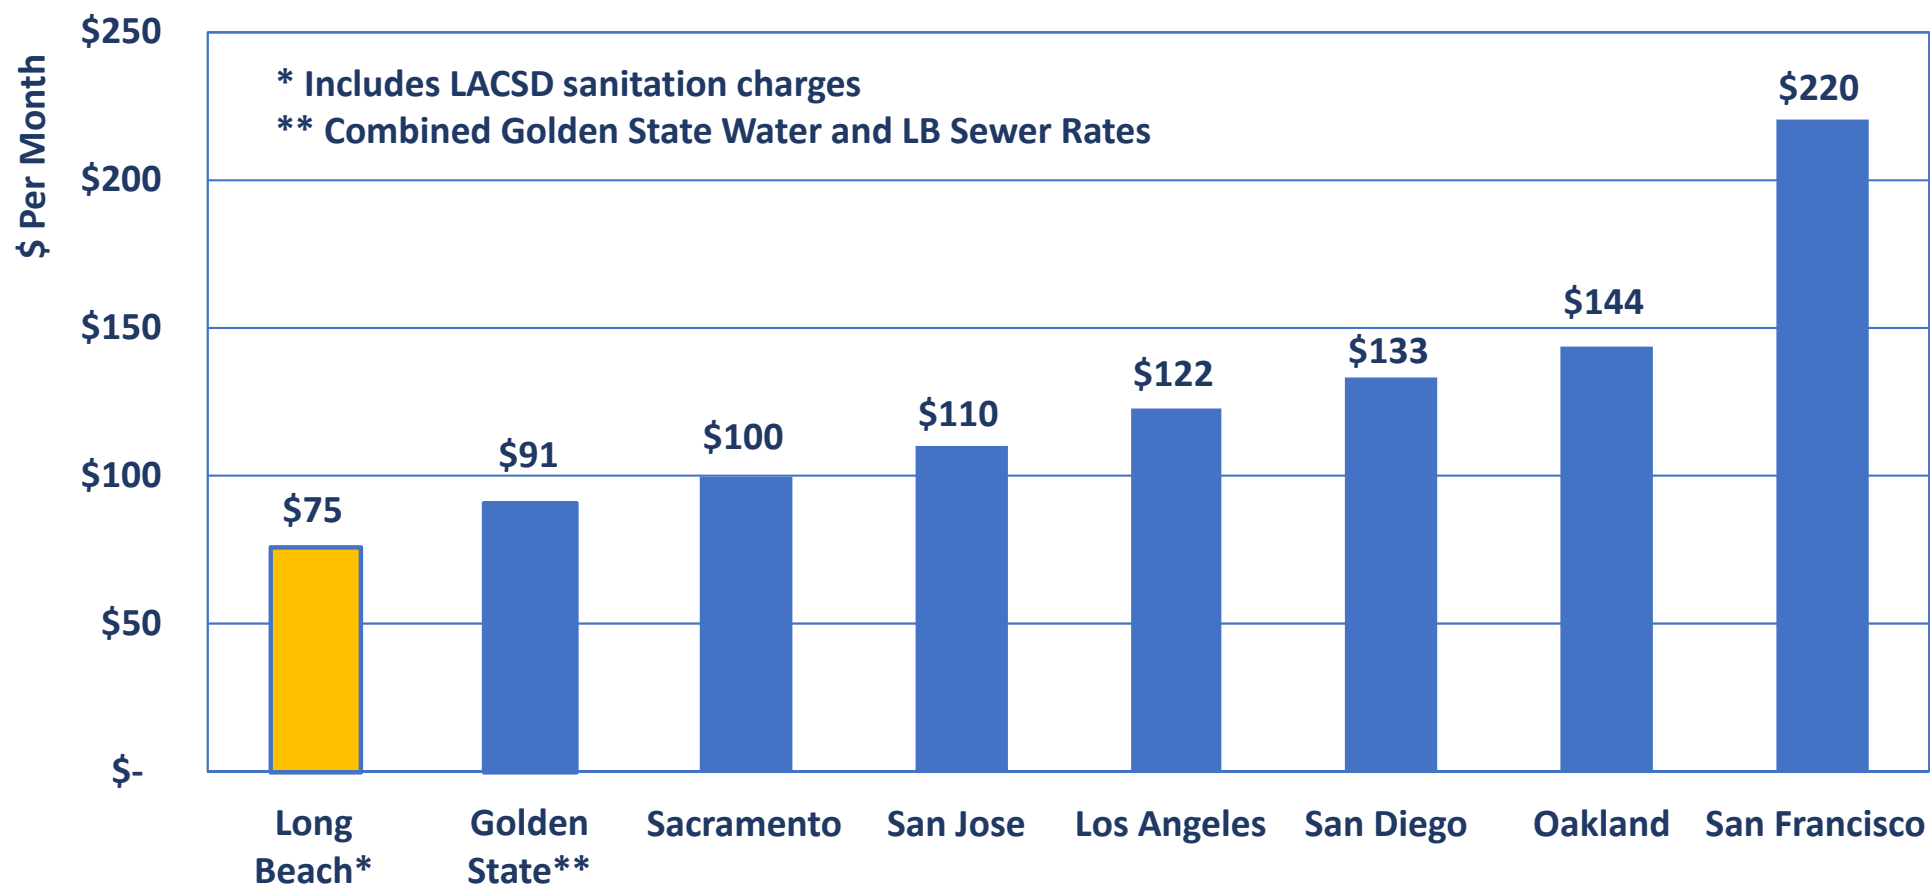 $ Per Month
$250
$200
$150
$100
$50
$-
* Includes LACSD sanitation charges
** Combined Golden State Water and LB Sewer Rates
$75
$91
$100
$110
$122
$133
$144
$220
Long
Beach*
Golden
State**
Sacramento
San Jose
Los Angeles
San Diego
Oakland
San Francisco